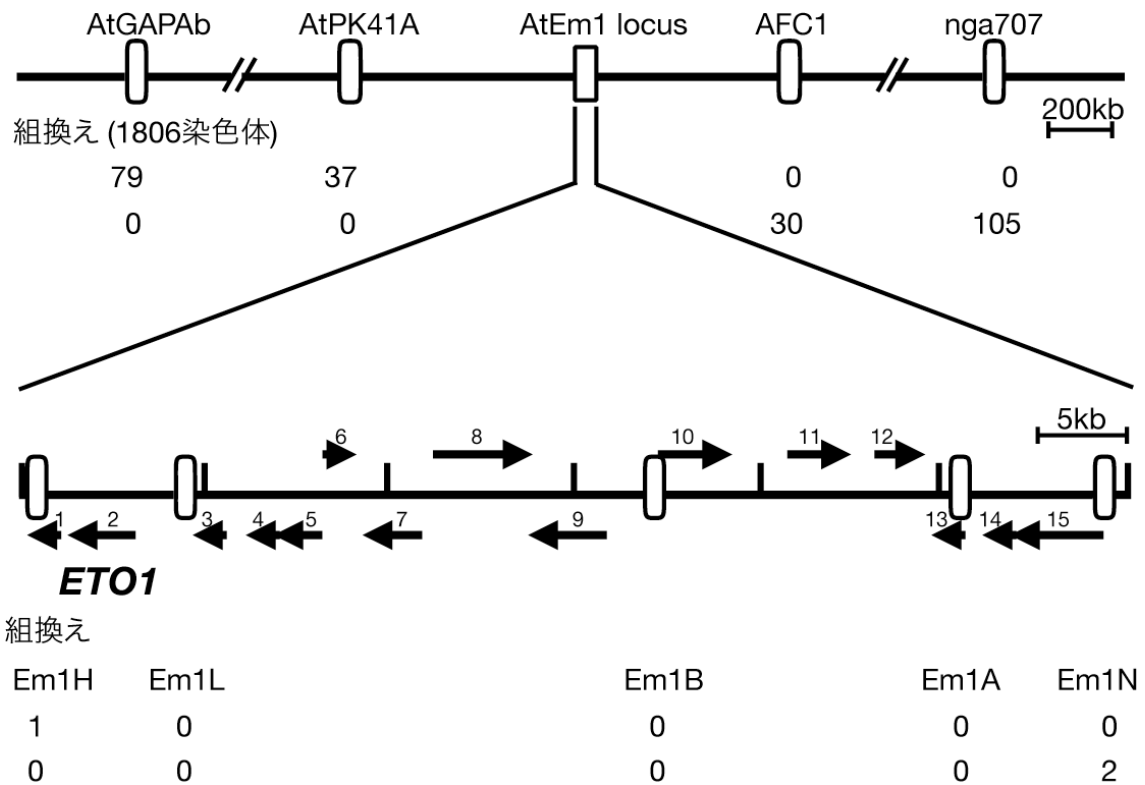 AtGAPAb AtPK41A AtEm1 locus AFC1 nga707
200kb
組換え (1806染色体)
79 37 0 0
0 0 30 105
5kb
6 8 10 11 12
1 2 3 4 5 7 9 13 14 15
ETO1
組換え
Em1H Em1L Em1B Em1A Em1N
1 0 0 0 0
0 0 0 0 2